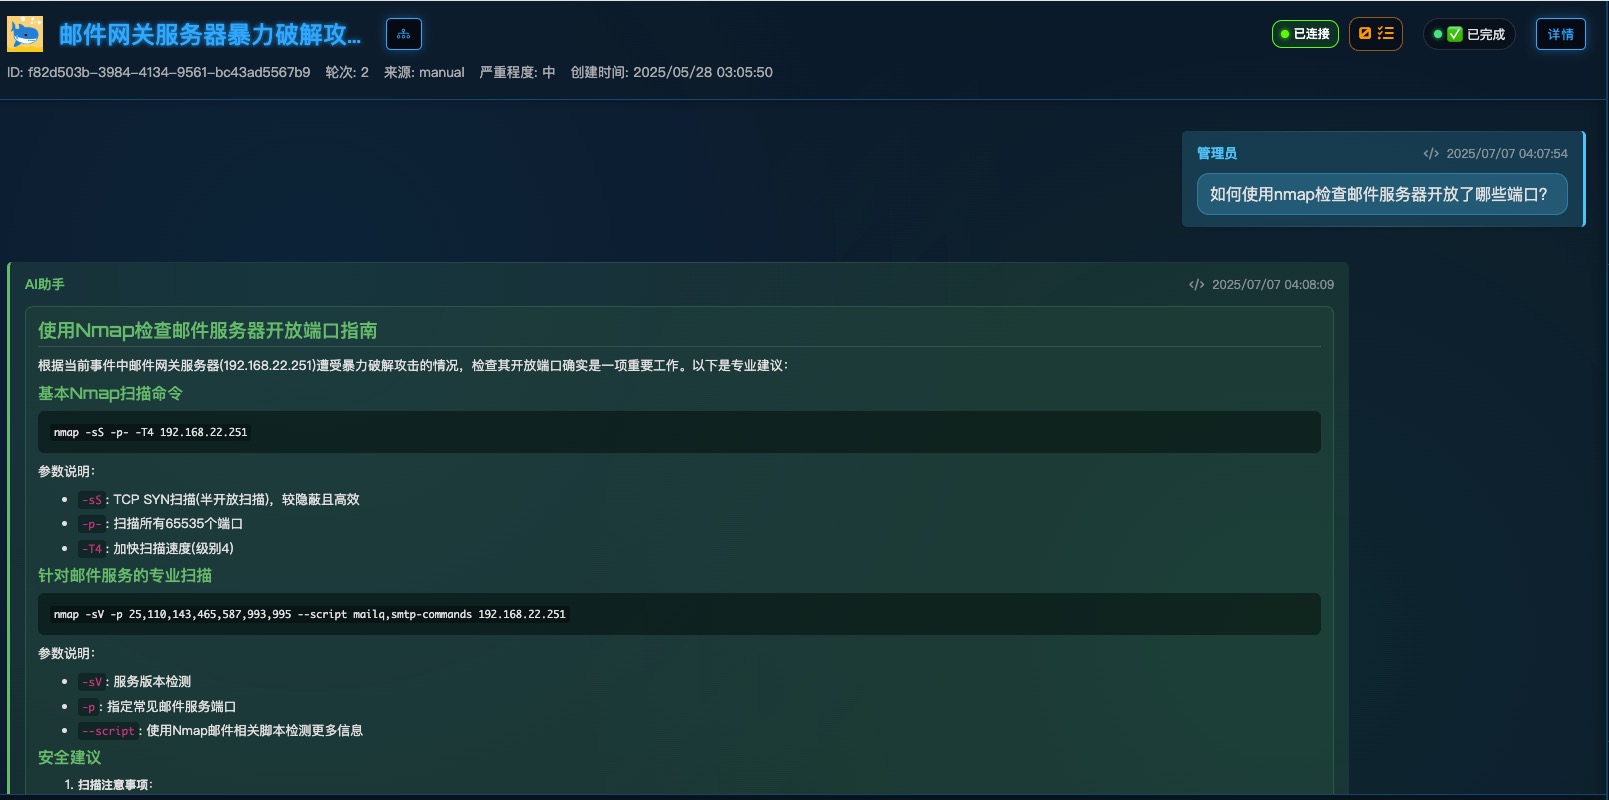 邮件网关服务器暴力破解攻...
已连接
已完成
详情
ID: f82d503b-3984-4134-9561-bc43ad5567b9 轮次: 2 来源: manual 严重程度: 中 创建时间: 2025/05/28 03:05:50
管理员 </> 2025/07/07 04:07:54
如何使用nmap检查邮件服务器开放了哪些端口？
AI助手 </> 2025/07/07 04:08:09
使用Nmap检查邮件服务器开放端口指南
根据当前事件中邮件网关服务器(192.168.22.251)遭受暴力破解攻击的情况，检查其开放端口确实是一项重要工作。以下是专业建议：
基本Nmap扫描命令
nmap -sS -p- -T4 192.168.22.251
参数说明：
• -sS：TCP SYN扫描(半开放扫描)，较隐蔽且高效
• -p-：扫描所有65535个端口
• -T4：加快扫描速度(级别4)
针对邮件服务的专业扫描
nmap -sV -p 25,110,143,465,587,993,995 --script mailq,smtp-commands 192.168.22.251
参数说明：
• -sV：服务版本检测
• -p：指定常见邮件服务端口
• --script：使用Nmap邮件相关脚本检测更多信息
安全建议
1. 扫描注意事项：